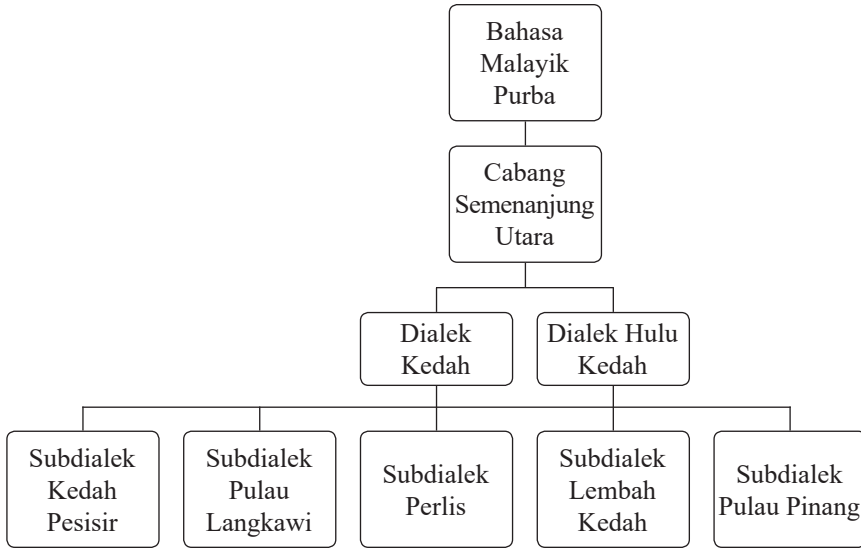 Bahasa
Malayik
Purba
Cabang
Semenanjung
Utara
Dialek
Kedah
Dialek Hulu
Kedah
Subdialek
Kedah
Pesisir
Subdialek
Pulau
Langkawi
Subdialek
Perlis
Subdialek
Lembah
Kedah
Subdialek
Pulau Pinang